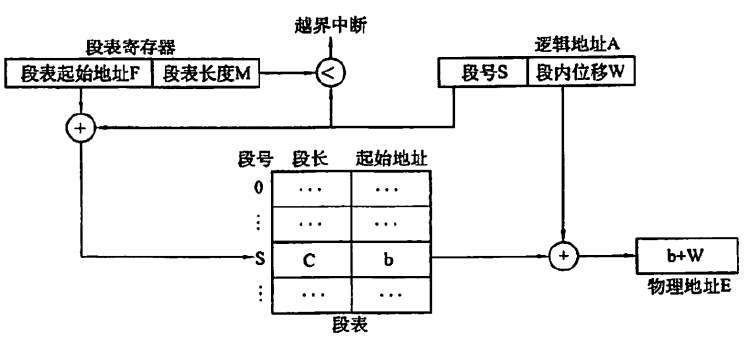 越界中断
段表寄存器
逻辑地址A
段表起始地址F 段表长度M
<
段号S 段内位移W
+
段号 段长 起始地址
0 ... ...
⋮ ... ...
S C b
+
b+W
物理地址E
⋮ ... ...
段表